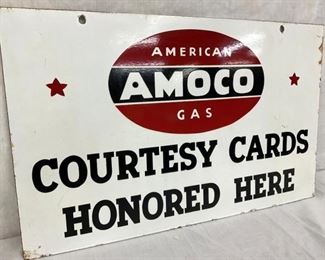 AMERICAN
AMOCO
GAS
COURTESY CARDS
HONORED HERE